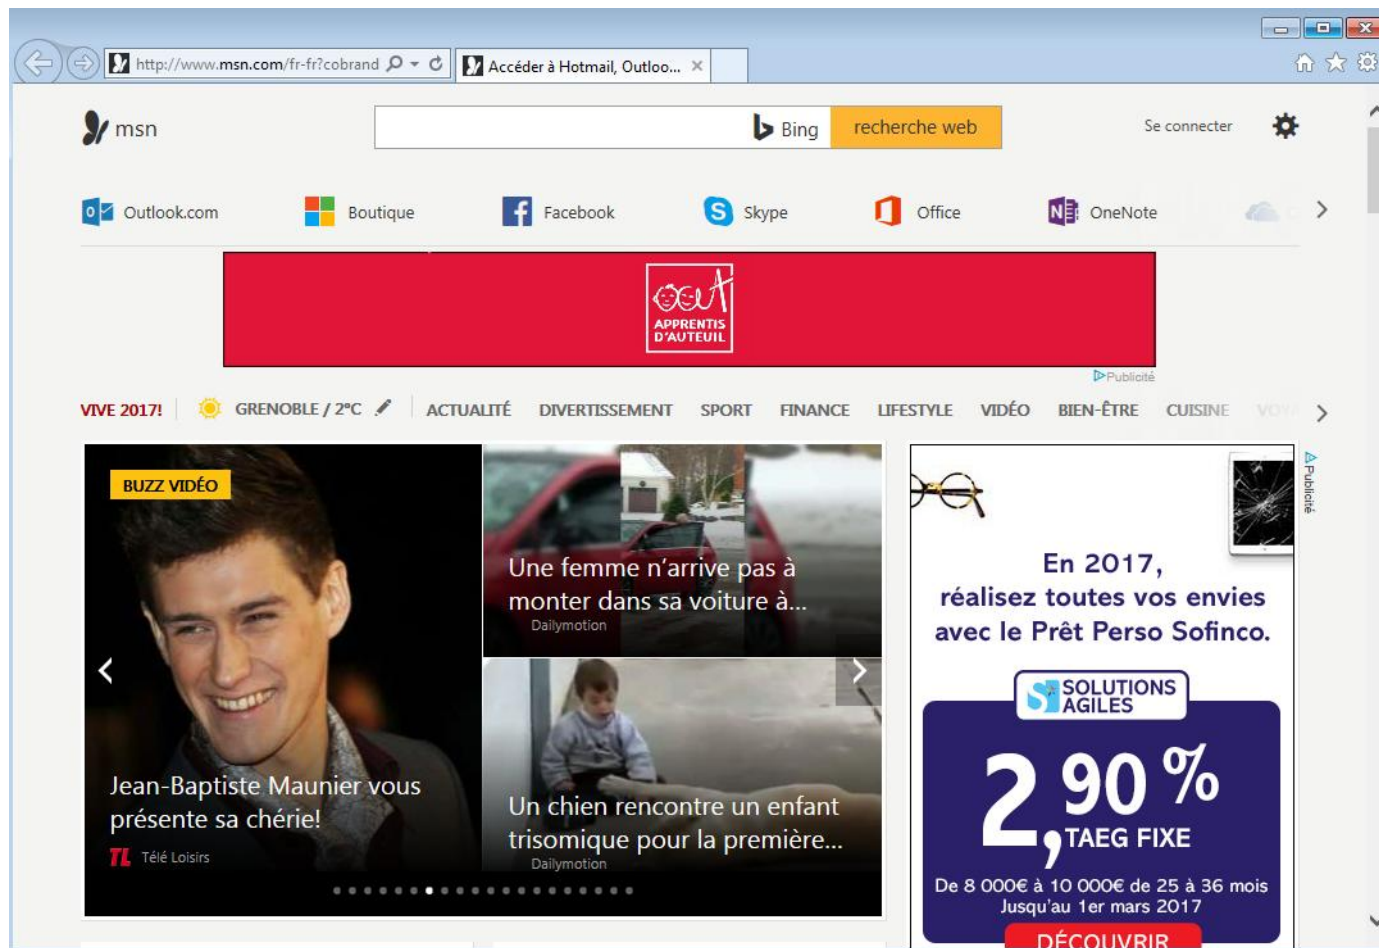 http://www.msn.com/fr-fr?cobrand
Accéder à Hotmail, Outloo...
msn
Bing
recherche web
Se connecter
Outlook.com
Boutique
Facebook
Skype
Office
OneNote
APPRENTIS
D'AUTEUIL
Publicité
VIVE 2017!
GRENOBLE / 2°C
ACTUALITÉ
DIVERTISSEMENT
SPORT
FINANCE
LIFESTYLE
VIDÉO
BIEN-ÊTRE
CUISINE
BUZZ VIDÉO
Jean-Baptiste Maunier vous
présente sa chérie!
TL Télé Loisirs
Une femme n'arrive pas à
monter dans sa voiture à...
Dailymotion
Un chien rencontre un enfant
trisomique pour la première...
Dailymotion
Publicité
En 2017,
réalisez toutes vos envies
avec le Prêt Perso Sofinco.
SOLUTIONS
AGILES
2,90 %
TAEG FIXE
De 8 000€ à 10 000€ de 25 à 36 mois
Jusqu'au 1er mars 2017
DÉCOUVRIR